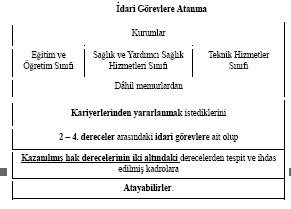 İdari Görevlere Atanma
Kurumlar
Eğitim ve
Öğretim Sınıfı
Sağlık ve Yardımcı Sağlık
Hizmetleri Sınıfı
Teknik Hizmetler
Sınıfı
Dâhil memurlardan
Kariyerlerinden yararlanmak istediklerini
2 – 4. dereceler arasındaki idari görevlere ait olup
Kazanılmış hak derecelerinin iki altındaki derecelerden tespit ve ihdas
edilmiş kadrolara
Atayabilirler.